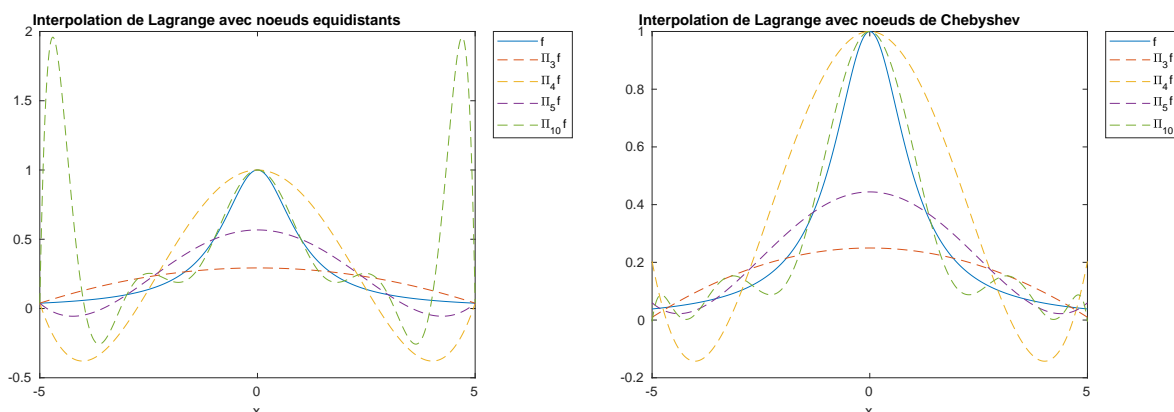 Interpolation de Lagrange avec noeuds equidistants
2
1.5
1
0.5
0
-0.5
-5
0
5
x
f
Π3f
Π4f
Π5f
Π10f
Interpolation de Lagrange avec noeuds de Chebyshev
1
0.8
0.6
0.4
0.2
0
-0.2
-5
0
5
x
f
Π3f
Π4f
Π5f
Π10